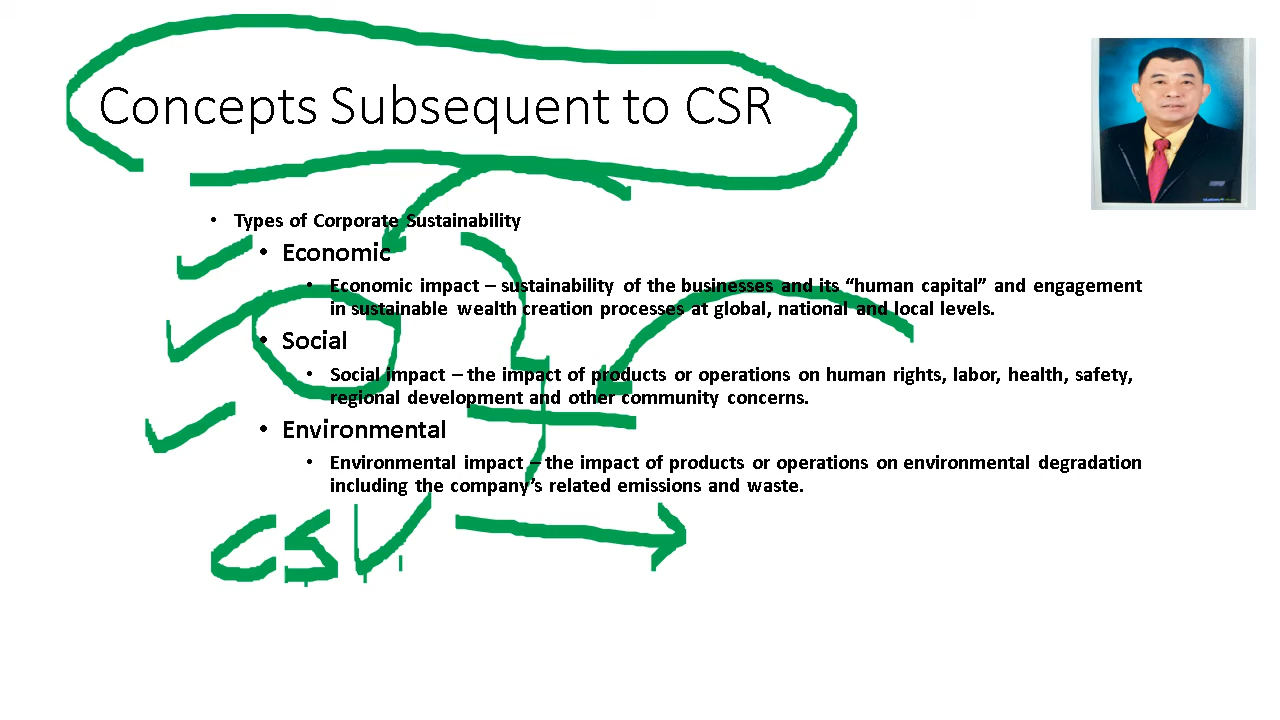 Concepts Subsequent to CSR
• Types of Corporate Sustainability
• Economic
• Economic impact – sustainability of the businesses and its “human capital” and engagement
in sustainable wealth creation processes at global, national and local levels.
• Social
• Social impact – the impact of products or operations on human rights, labor, health, safety,
regional development and other community concerns.
• Environmental
• Environmental impact – the impact of products or operations on environmental degradation
including the company’s related emissions and waste.
CSV